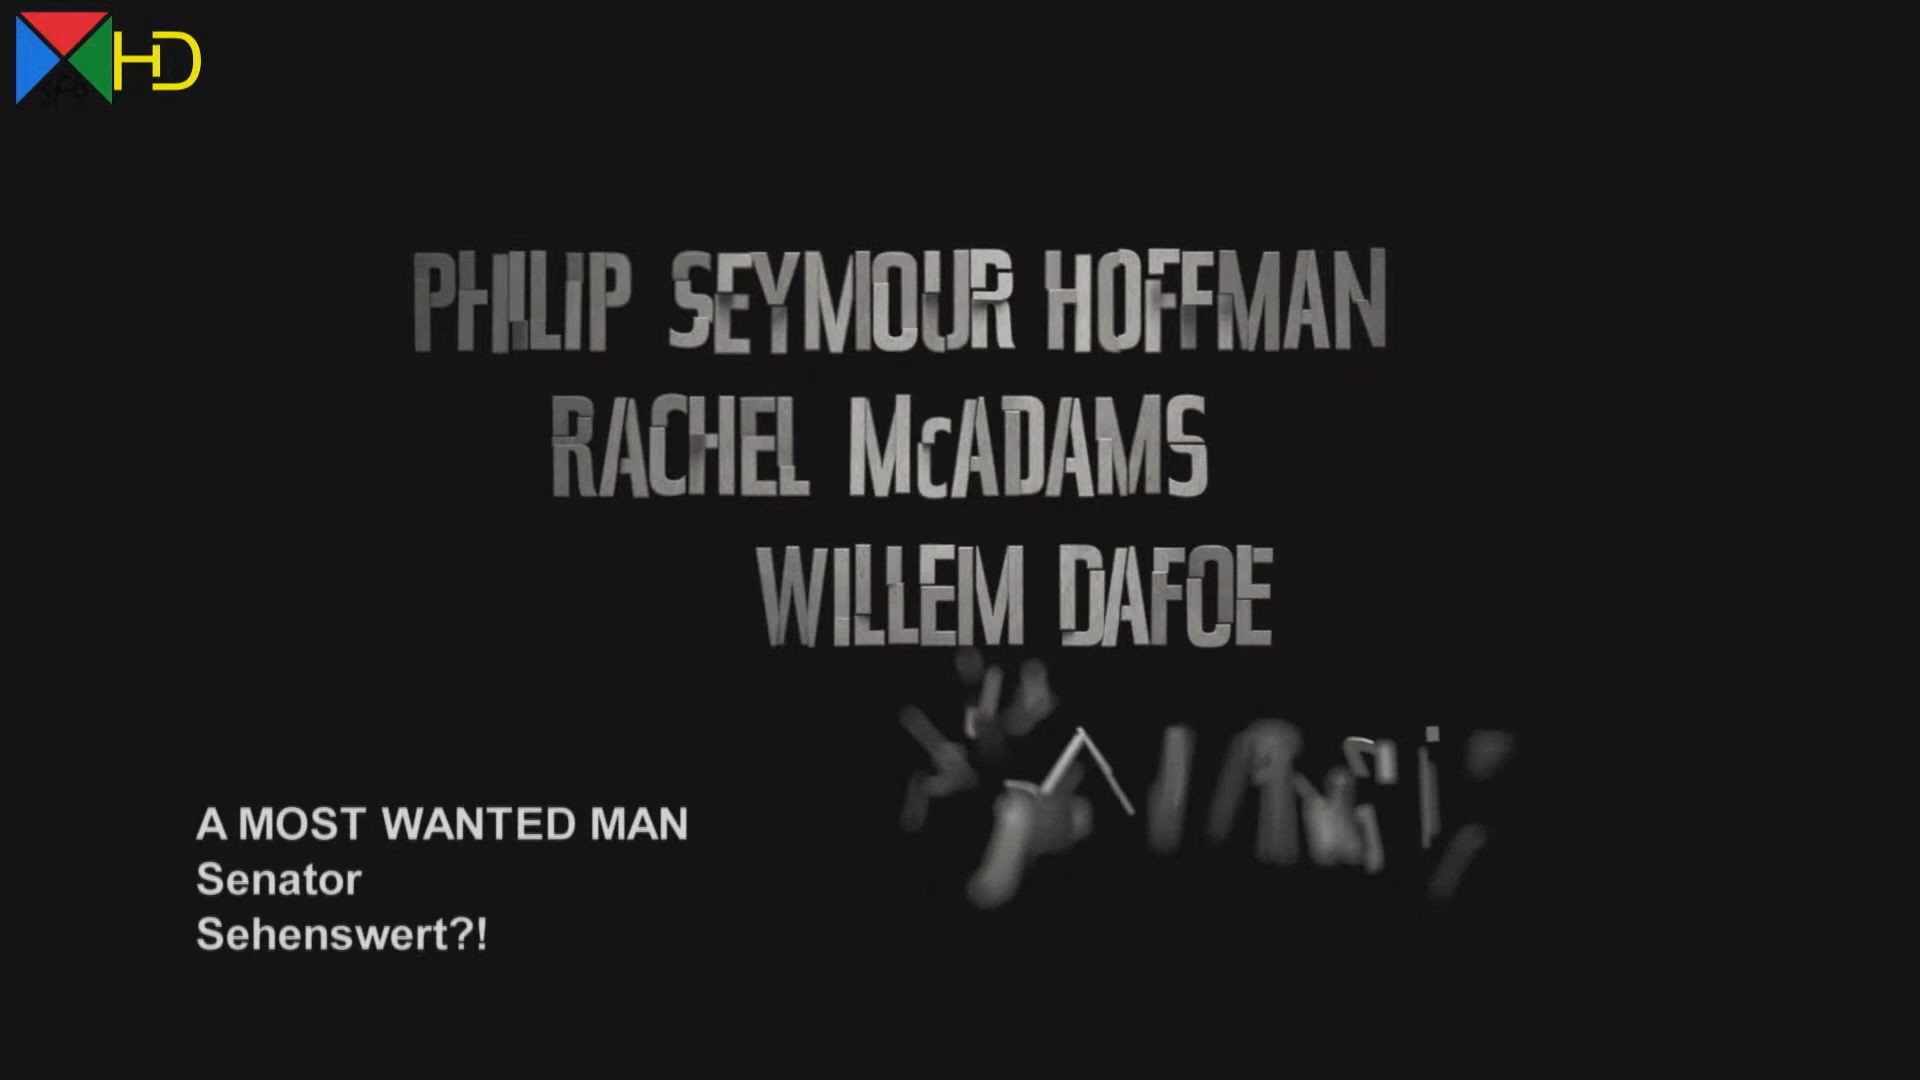 HD
PHILIP SEYMOUR HOFFMAN
RACHEL McADAMS
WILLEM DAFOE
A MOST WANTED MAN
Senator
Sehenswert?!